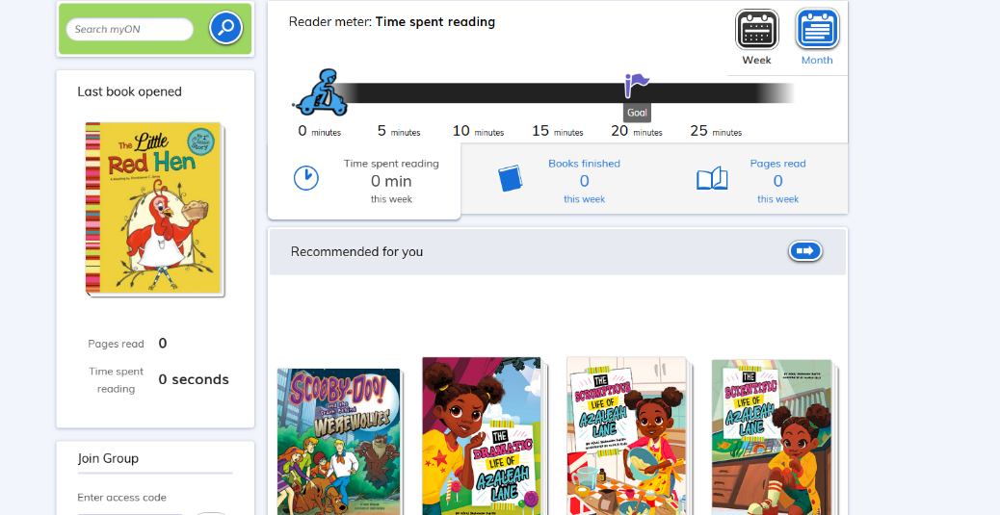 Search myON
Last book opened
The Little
Red Hen
My First Classic Story
Pages read 0
Time spent
reading
0 seconds
Join Group
Enter access code
Reader meter: Time spent reading
Week
Month
Goal
0 minutes 5 minutes 10 minutes 15 minutes 20 minutes 25 minutes
Time spent reading
0 min
this week
Books finished
0
this week
Pages read
0
this week
Recommended for you
SCOOBY-DOO!
WEREWOLVES
THE
DRAMATIC
LIFE OF
AZALEAH
LANE
THE
SCRUMPTIOUS
LIFE OF
AZALEAH
LANE
THE
SCIENTIFIC
LIFE OF
AZALEAH
LANE